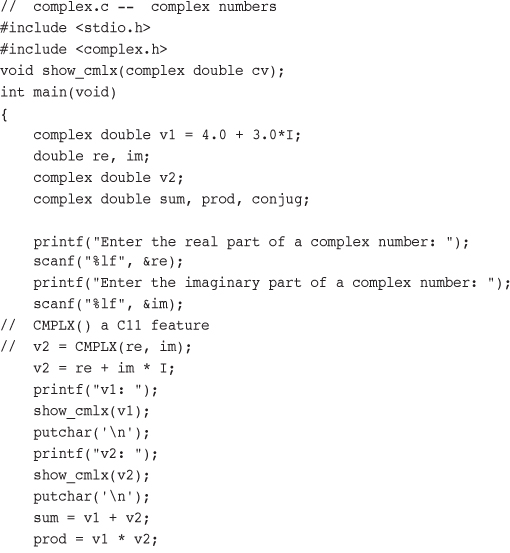 //  complex.c --  complex numbers
#include <stdio.h>
#include <complex.h>
void show_cmlx(complex double cv);
int main(void)
{
    complex double v1 = 4.0 + 3.0*I;
    double re, im;
    complex double v2;
    complex double sum, prod, conjug;

    printf("Enter the real part of a complex number: ");
    scanf("%lf", &re);
    printf("Enter the imaginary part of a complex number: ");
    scanf("%lf", &im);
//  CMPLX() a C11 feature
//  v2 = CMPLX(re, im);
    v2 = re + im * I;
    printf("v1: ");
    show_cmlx(v1);
    putchar('\n');
    printf("v2: ");
    show_cmlx(v2);
    putchar('\n');
    sum = v1 + v2;
    prod = v1 * v2;